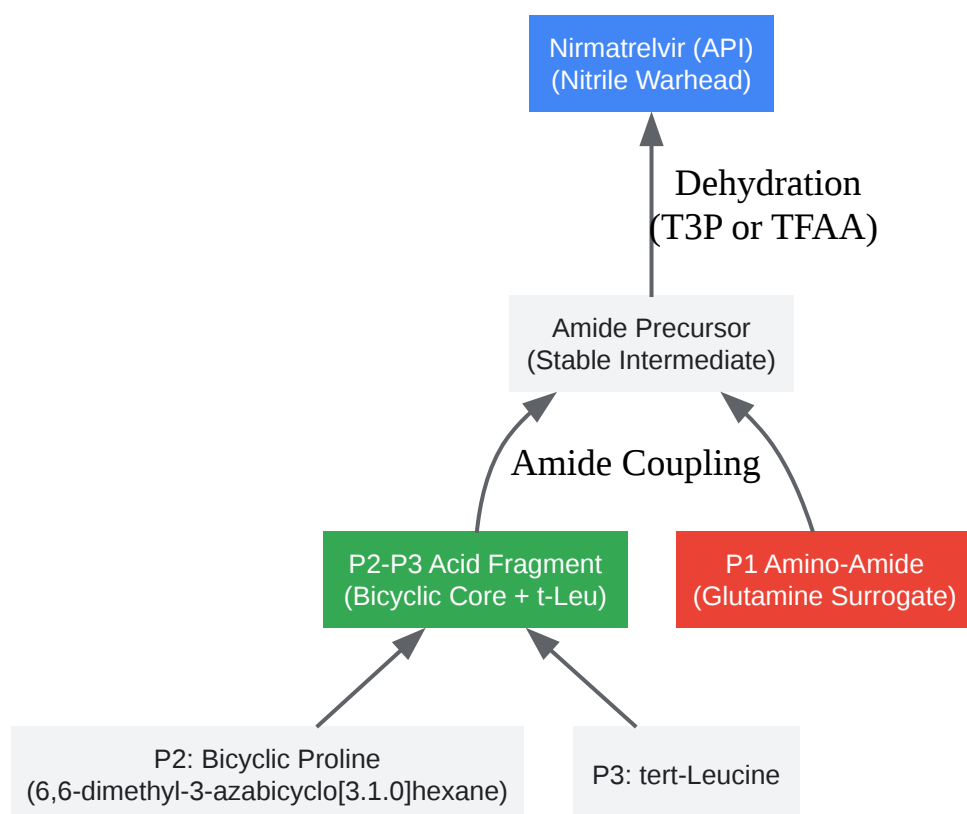 Nirmatrelvir (API)
(Nitrile Warhead)
Dehydration
(T3P or TFAA)
Amide Precursor
(Stable Intermediate)
Amide Coupling
P2-P3 Acid Fragment
(Bicyclic Core + t-Leu)
P1 Amino-Amide
(Glutamine Surrogate)
P2: Bicyclic Proline
(6,6-dimethyl-3-azabicyclo[3.1.0]hexane)
P3: tert-Leucine